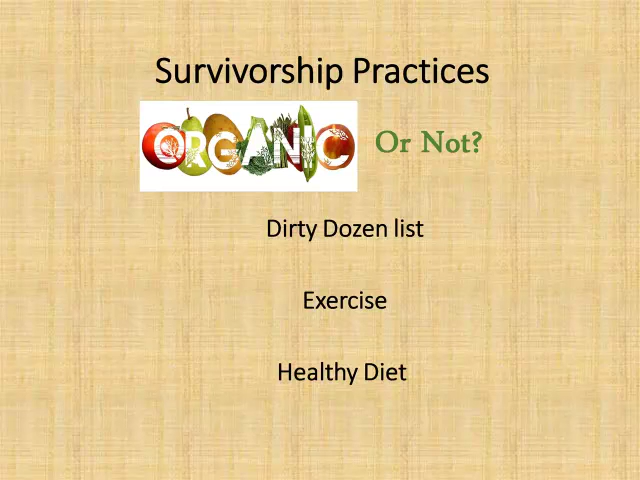 Survivorship Practices
ORGANIC Or Not?
Dirty Dozen list
Exercise
Healthy Diet